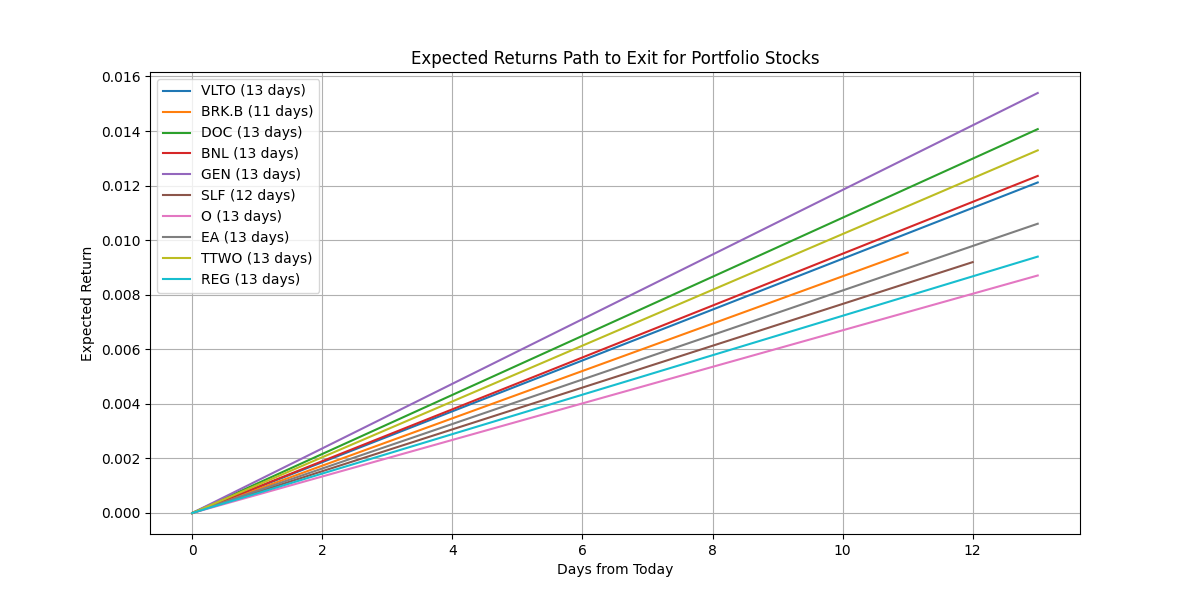 Expected Returns Path to Exit for Portfolio Stocks
0.016
0.014
0.012
0.010
0.008
0.006
0.004
0.002
0.000
Expected Return
VLTO (13 days)
BRK.B (11 days)
DOC (13 days)
BNL (13 days)
GEN (13 days)
SLF (12 days)
O (13 days)
EA (13 days)
TTWO (13 days)
REG (13 days)
0 2 4 6 8 10 12
Days from Today